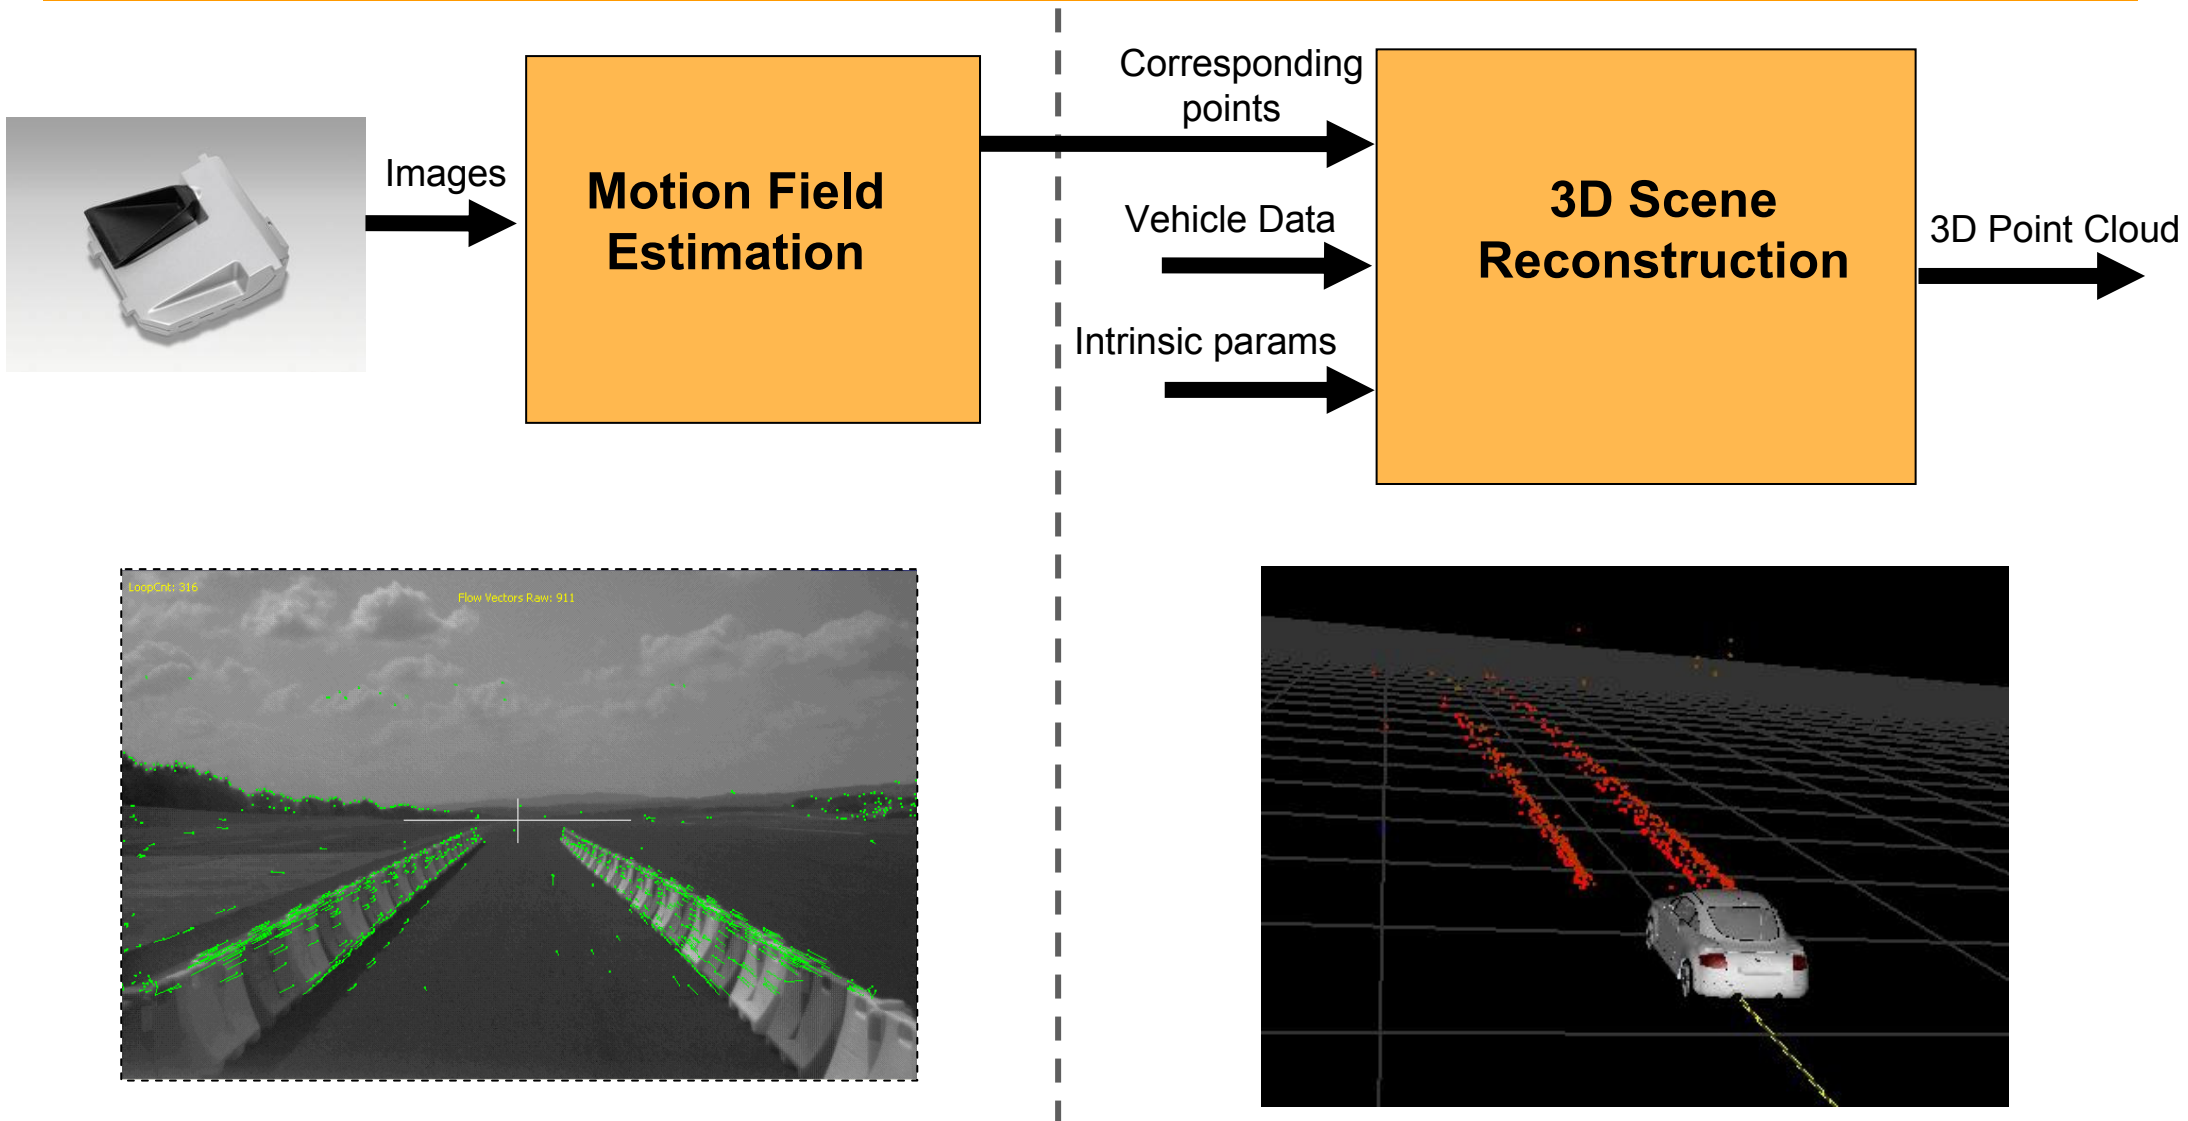 Images
Motion Field
Estimation
Corresponding
points
Vehicle Data
Intrinsic params
3D Scene
Reconstruction
3D Point Cloud
LoopCnt: 316
Flow Vectors Raw: 911